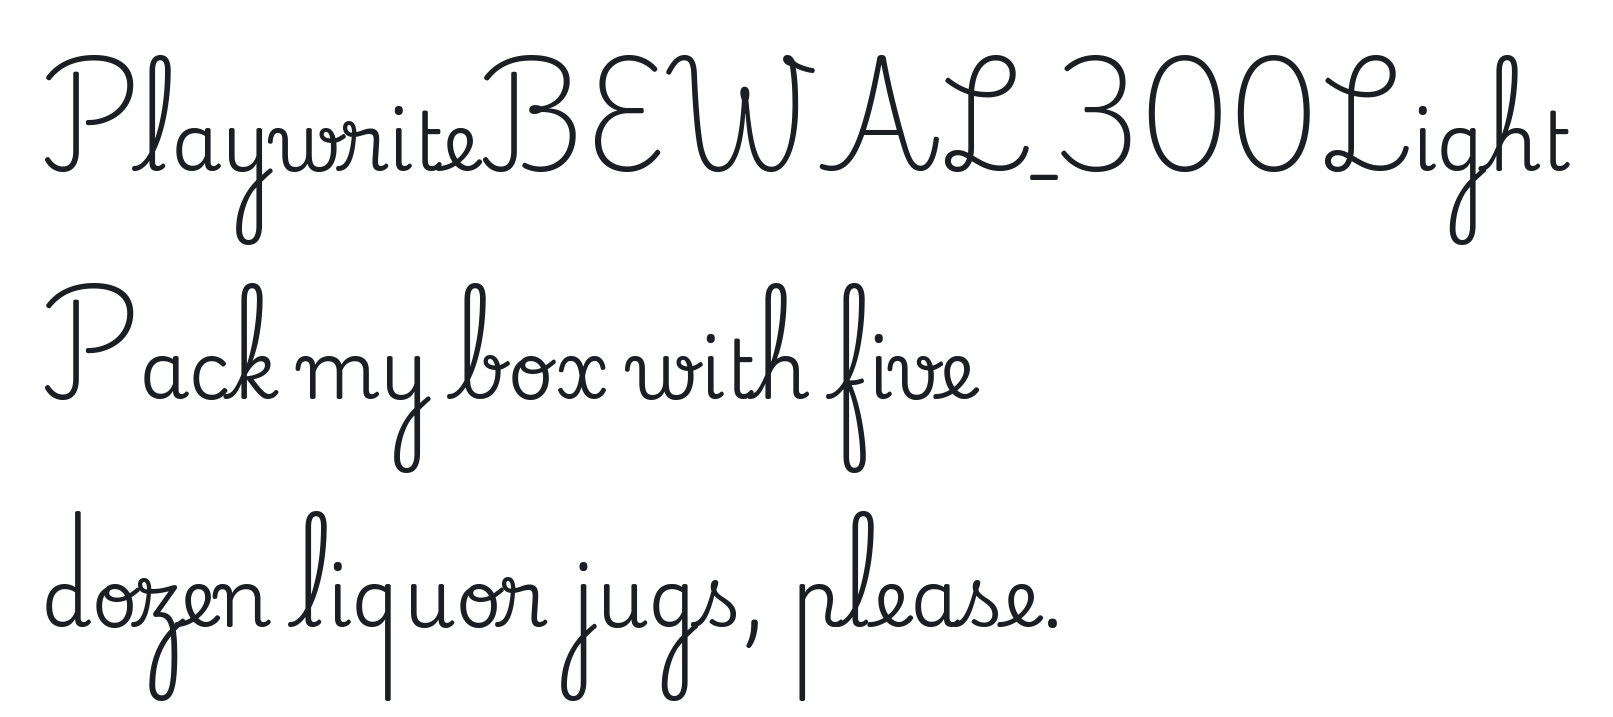 PlaywriteBEWAL_300Light
Pack my box with five
dozen liquor jugs, please.